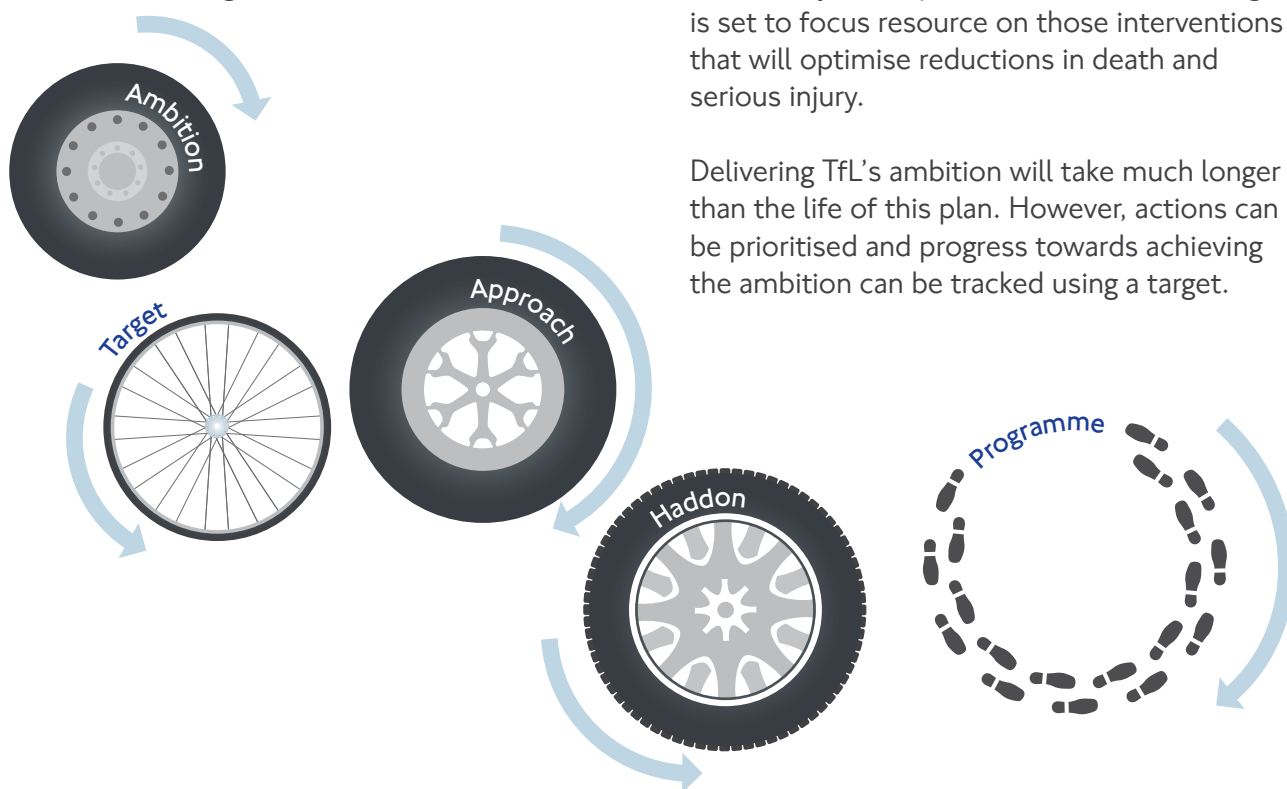 is set to focus resource on those interventions
that will optimise reductions in death and
serious injury.
Delivering TfL’s ambition will take much longer
than the life of this plan. However, actions can
be prioritised and progress towards achieving
the ambition can be tracked using a target.
Ambition
Target
Approach
Haddon
Programme